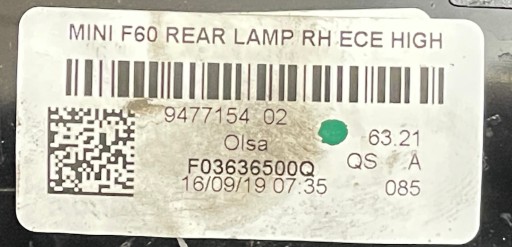 MINI F60 REAR LAMP RH ECE HIGH
9477154 02
Olsa 63.21
F03636500Q QS A
16/09/19 07:35 085